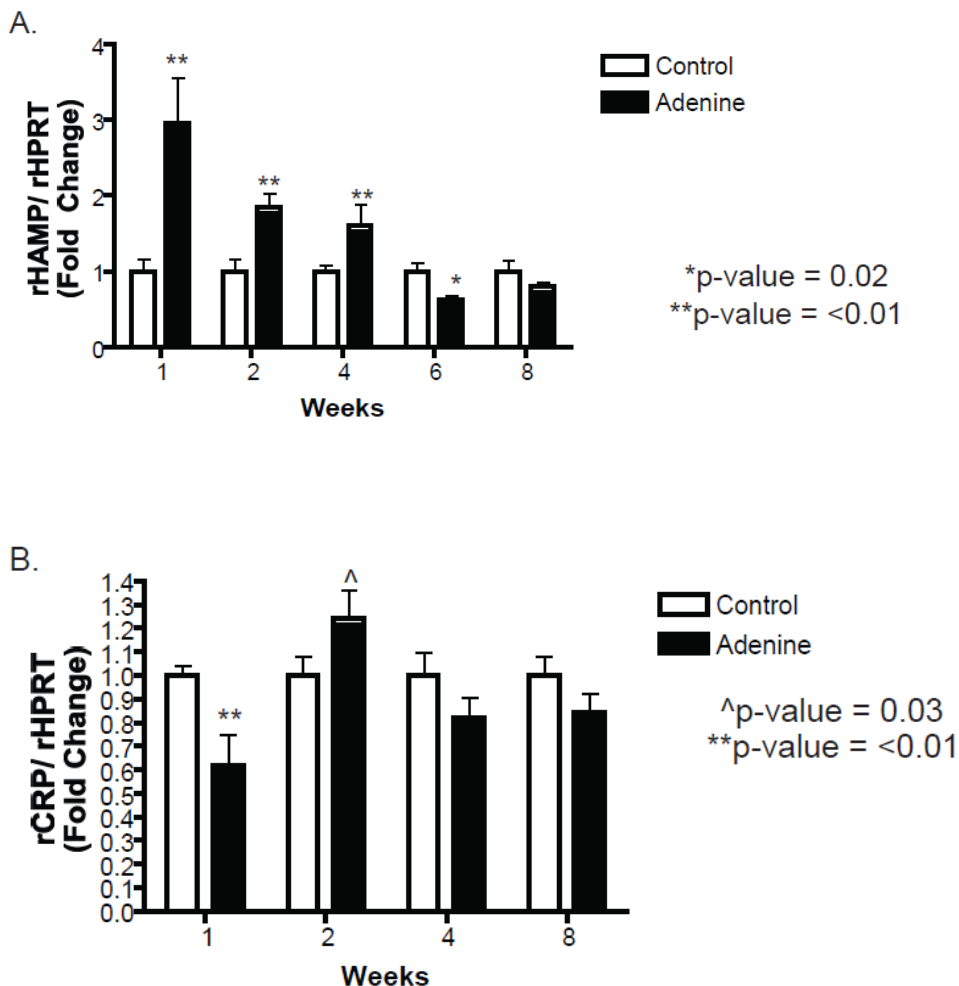 A.
rHAMP/ rHPRT
(Fold Change)
4
3
2
1
0
**
**
**
*
1 2 4 6 8
Weeks
Control
Adenine
*p-value = 0.02
**p-value = <0.01
B.
rCRP/ rHPRT
(Fold Change)
1.4
1.3
1.2
1.1
1.0
0.9
0.8
0.7
0.6
0.5
0.4
0.3
0.2
0.1
0.0
**
^
1 2 4 8
Weeks
Control
Adenine
^p-value = 0.03
**p-value = <0.01